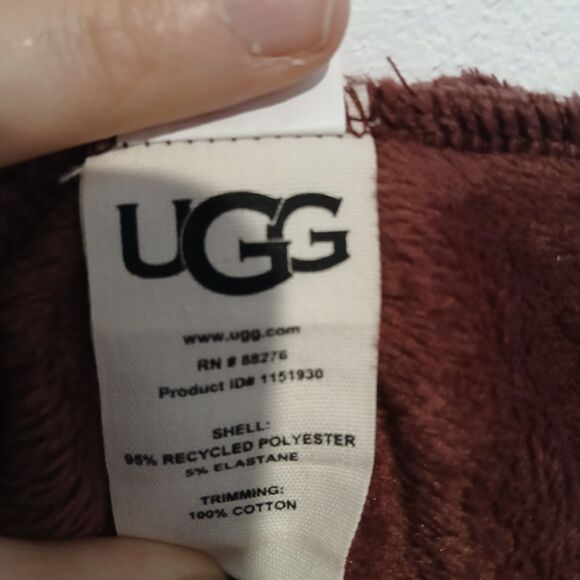 UGG
www.ugg.com
RN # 88276
Product ID# 1151930
SHELL:
95% RECYCLED POLYESTER
5% ELASTANE
TRIMMING:
100% COTTON